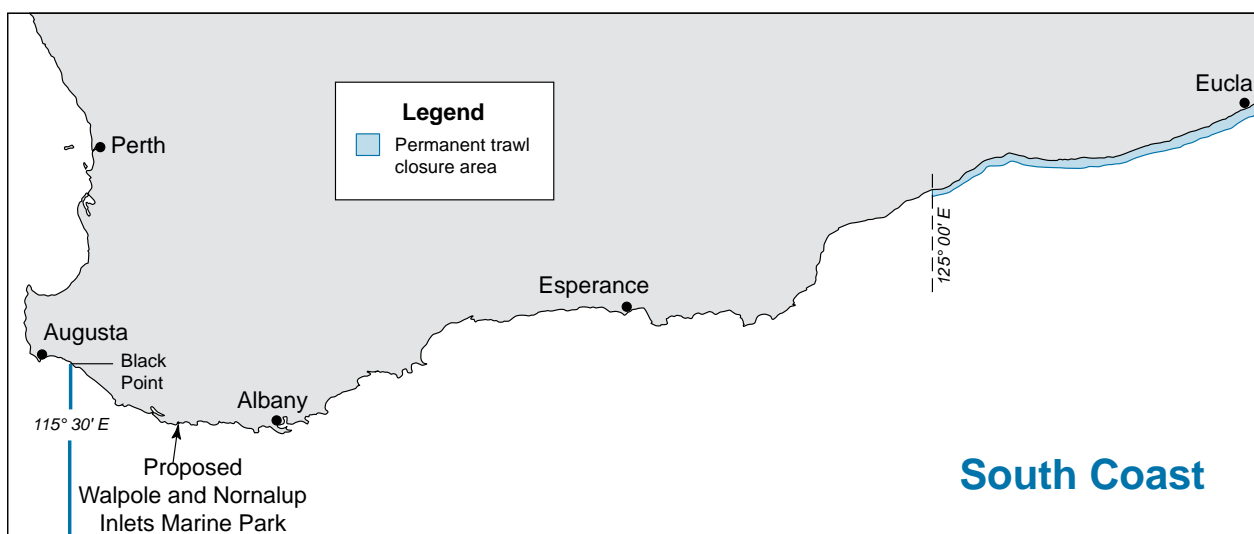 Eucla
Legend
Permanent trawl
closure area
Perth
125° 00' E
Esperance
Augusta
Black
Point
Albany
115° 30' E
Proposed
Walpole and Nornalup
Inlets Marine Park
South Coast